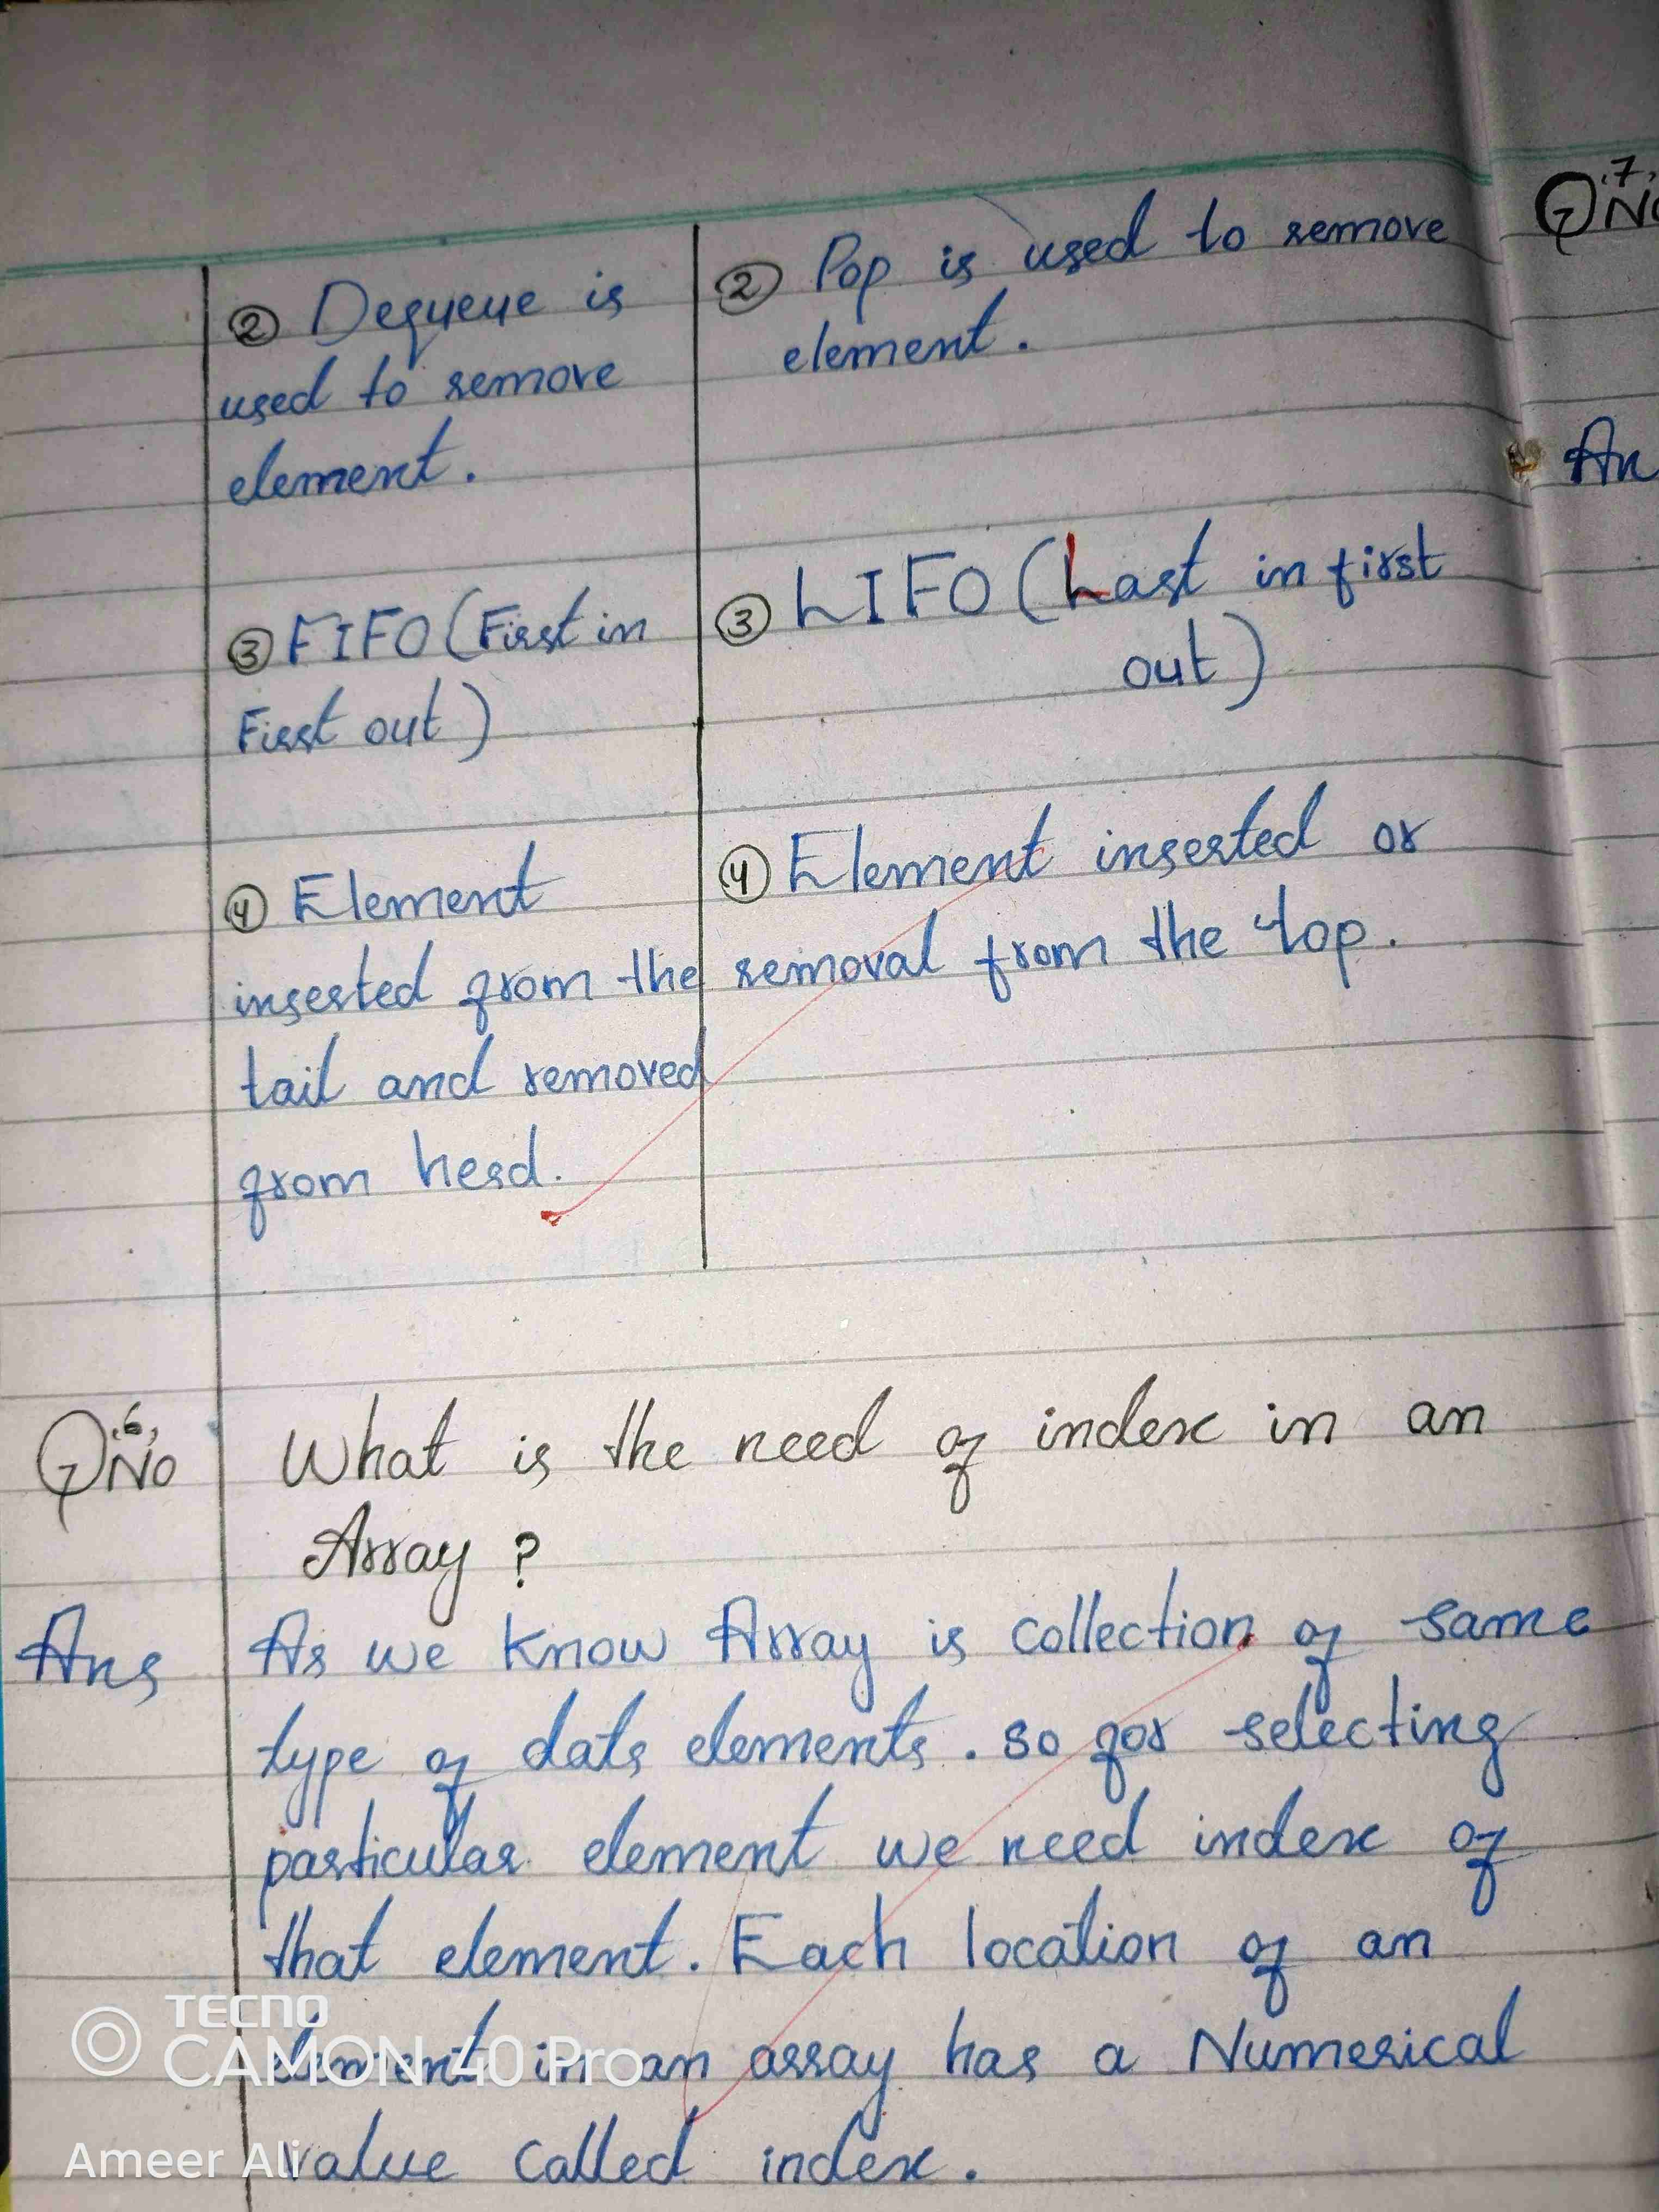 ② Dequeue is
used to remove
element.
② Pop is used to remove
element.
③ FIFO (First in
First out)
③ LIFO (Last in first
out)
④ Element
inserted from the
tail and removed
from head.
④ Element inserted or
removal from the top.
Q No .6,
What is the need of index in an
Array ?
Ans
As we know Array is collection of same
type of data elements. so for selecting
particular element we need index of
that element. Each location of an
element in an array has a Numerical
value called index.
Q No .7,
An
TECNO
CAMON 40 Pro
Ameer Ali